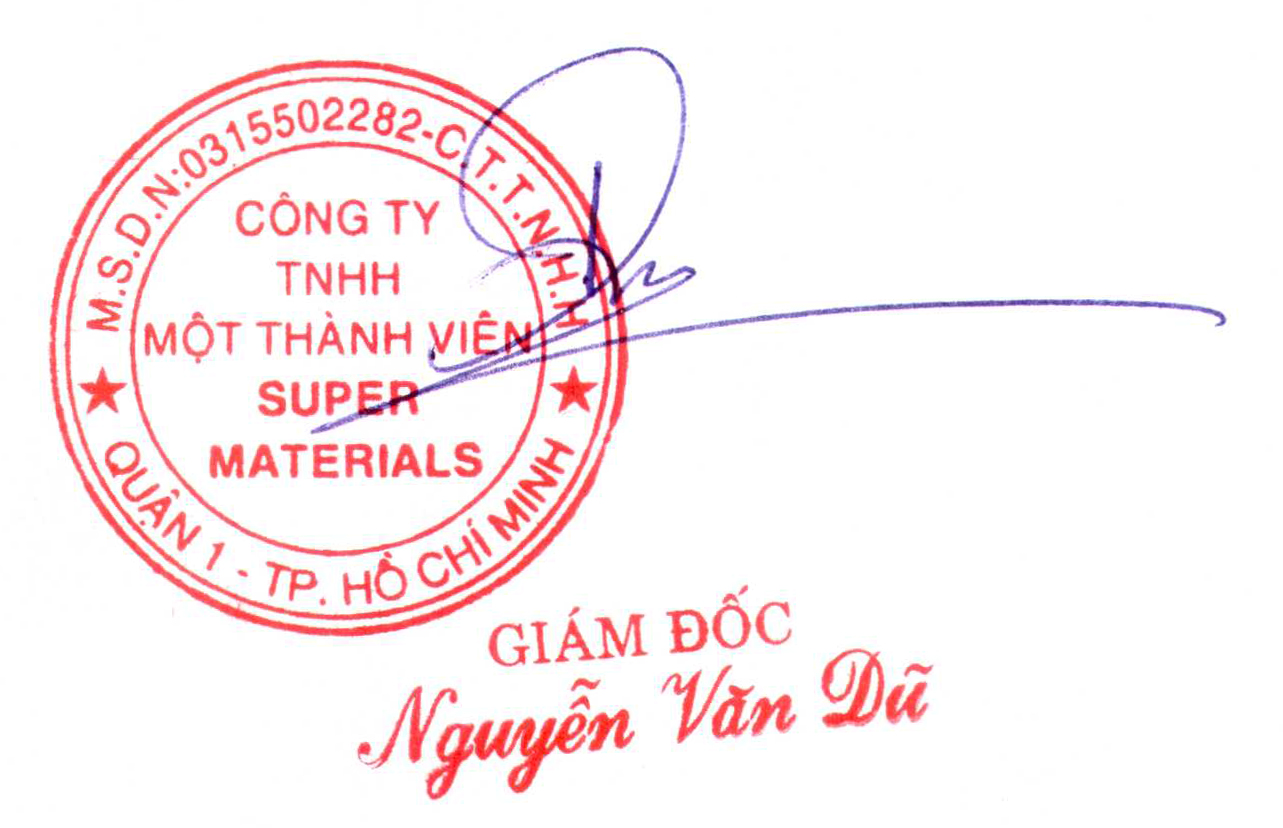 M.S.D.N:0315502282-C.T.T.N.H.H
CÔNG TY
TNHH
MỘT THÀNH VIÊN
SUPER
MATERIALS
QUẬN 1 - TP. HỒ CHÍ MINH
GIÁM ĐỐC
Nguyễn Văn Dũ